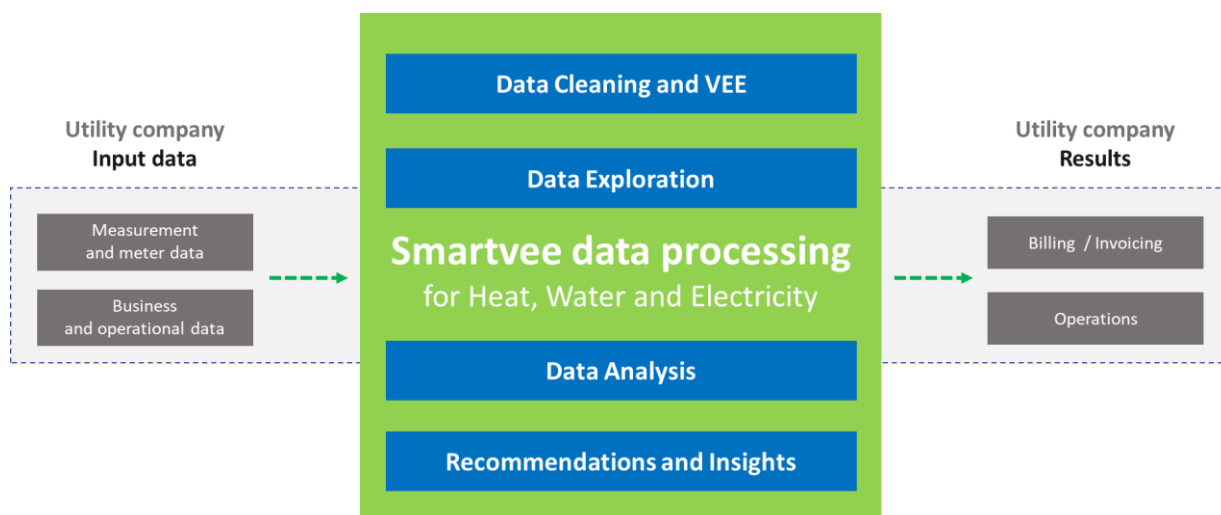 Utility company
Input data
Measurement
and meter data
Business
and operational data
Data Cleaning and VEE
Data Exploration
Smartvee data processing
for Heat, Water and Electricity
Data Analysis
Recommendations and Insights
Utility company
Results
Billing / Invoicing
Operations